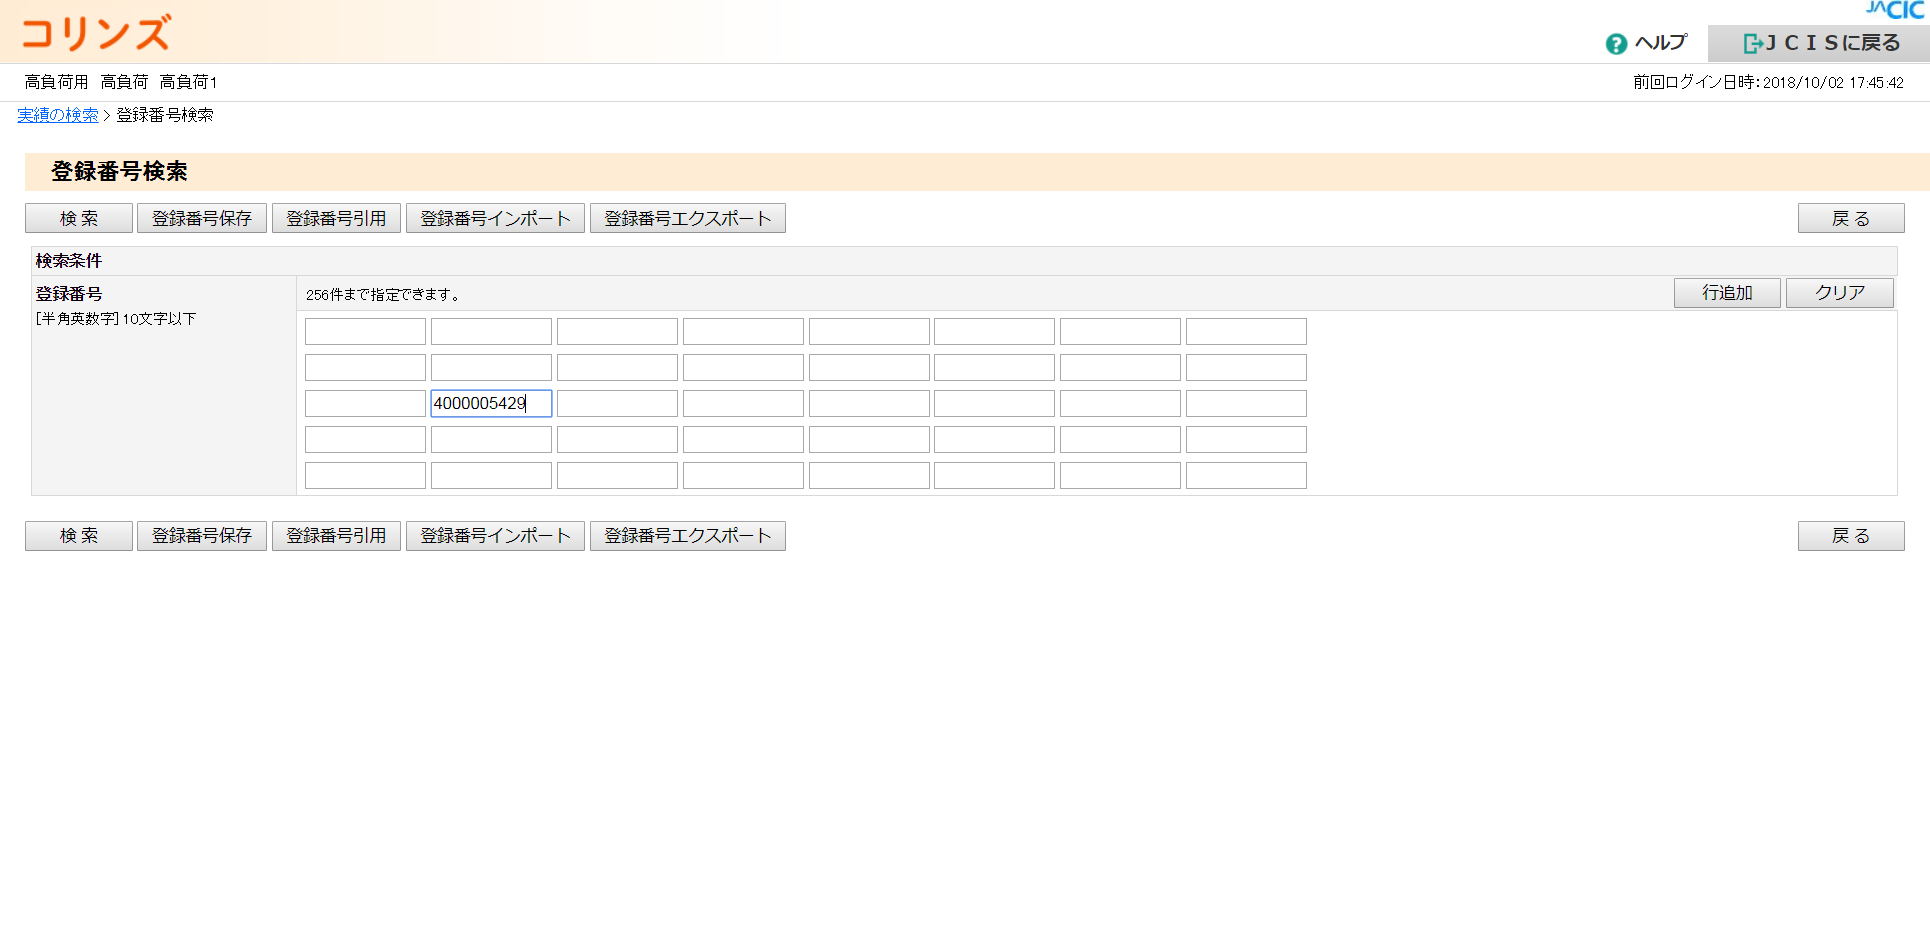 コリンズ
JACIC
ヘルプ
ＪＣＩＳに戻る
高負荷用 高負荷 高負荷1
前回ログイン日時：2018/10/02 17:45:42
実績の検索 > 登録番号検索
登録番号検索
検 索 登録番号保存 登録番号引用 登録番号インポート 登録番号エクスポート 戻 る
検索条件
登録番号
[半角英数字] 10文字以下
256件まで指定できます。
行追加 クリア
4000005429
検 索 登録番号保存 登録番号引用 登録番号インポート 登録番号エクスポート 戻 る